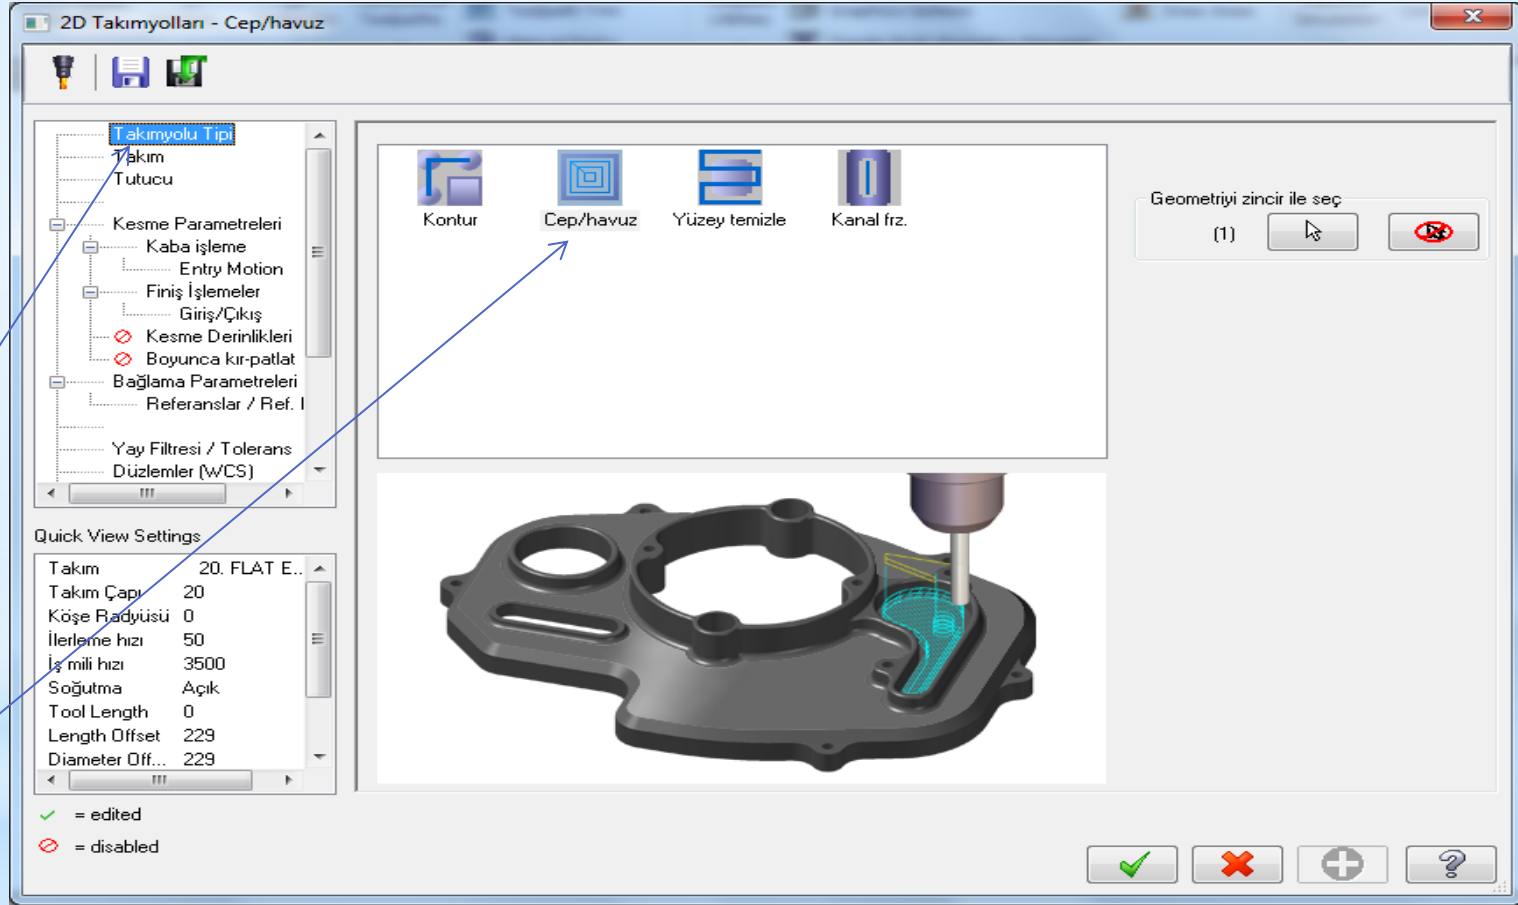 2D Takımyolları - Cep/havuz
Takımyolu Tipi
Takım
Tutucu
Kesme Parametreleri
Kaba işleme
Entry Motion
Finiş İşlemeler
Giriş/Çıkış
Kesme Derinlikleri
Boyunca kır-patlat
Bağlama Parametreleri
Referanslar / Ref.
Yay Filtresi / Tolerans
Düzlemler (WCS)
Kontur
Cep/havuz
Yüzey temizle
Kanal frz.
Geometriyi zincir ile seç
(1)
Quick View Settings
Takım 20. FLAT E..
Takım Çapı 20
Köşe Radyüsü 0
İlerleme hızı 50
İş mili hızı 3500
Soğutma Açık
Tool Length 0
Length Offset 229
Diameter Off... 229
= edited
= disabled